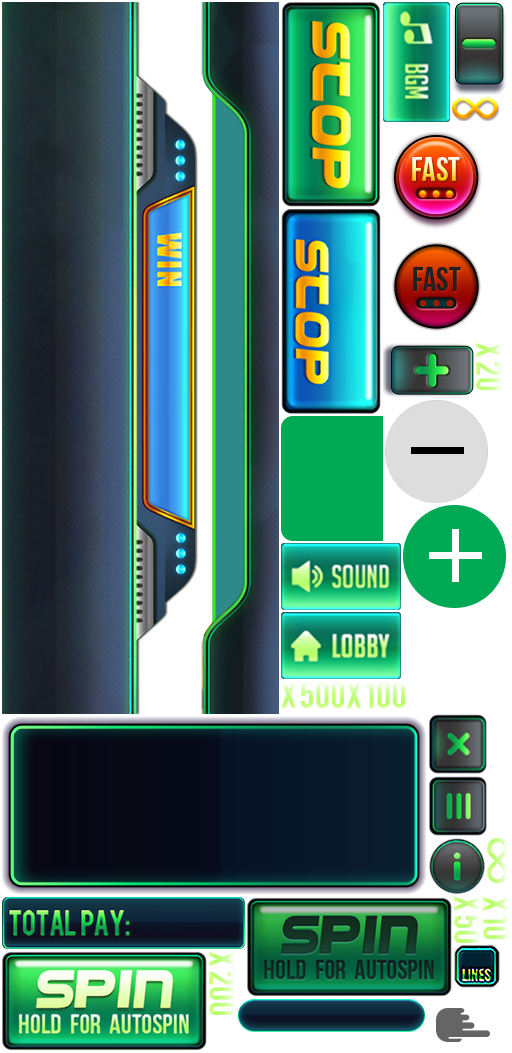 STOP
BGM
FAST
WIN
STOP
FAST
X 20
SOUND
LOBBY
X 500 X 100
TOTAL PAY:
X 50
X 10
SPIN
HOLD FOR AUTOSPIN
X 200
LINES
SPIN
HOLD FOR AUTOSPIN